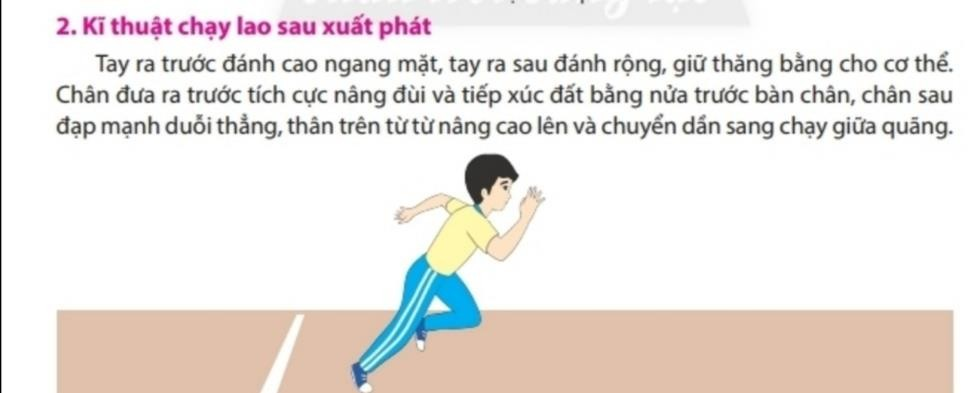 2. Kĩ thuật chạy lao sau xuất phát
Tay ra trước đánh cao ngang mặt, tay ra sau đánh rộng, giữ thăng bằng cho cơ thể.
Chân đưa ra trước tích cực nâng đùi và tiếp xúc đất bằng nửa trước bàn chân, chân sau
đạp mạnh duỗi thẳng, thân trên từ từ nâng cao lên và chuyển dần sang chạy giữa quãng.